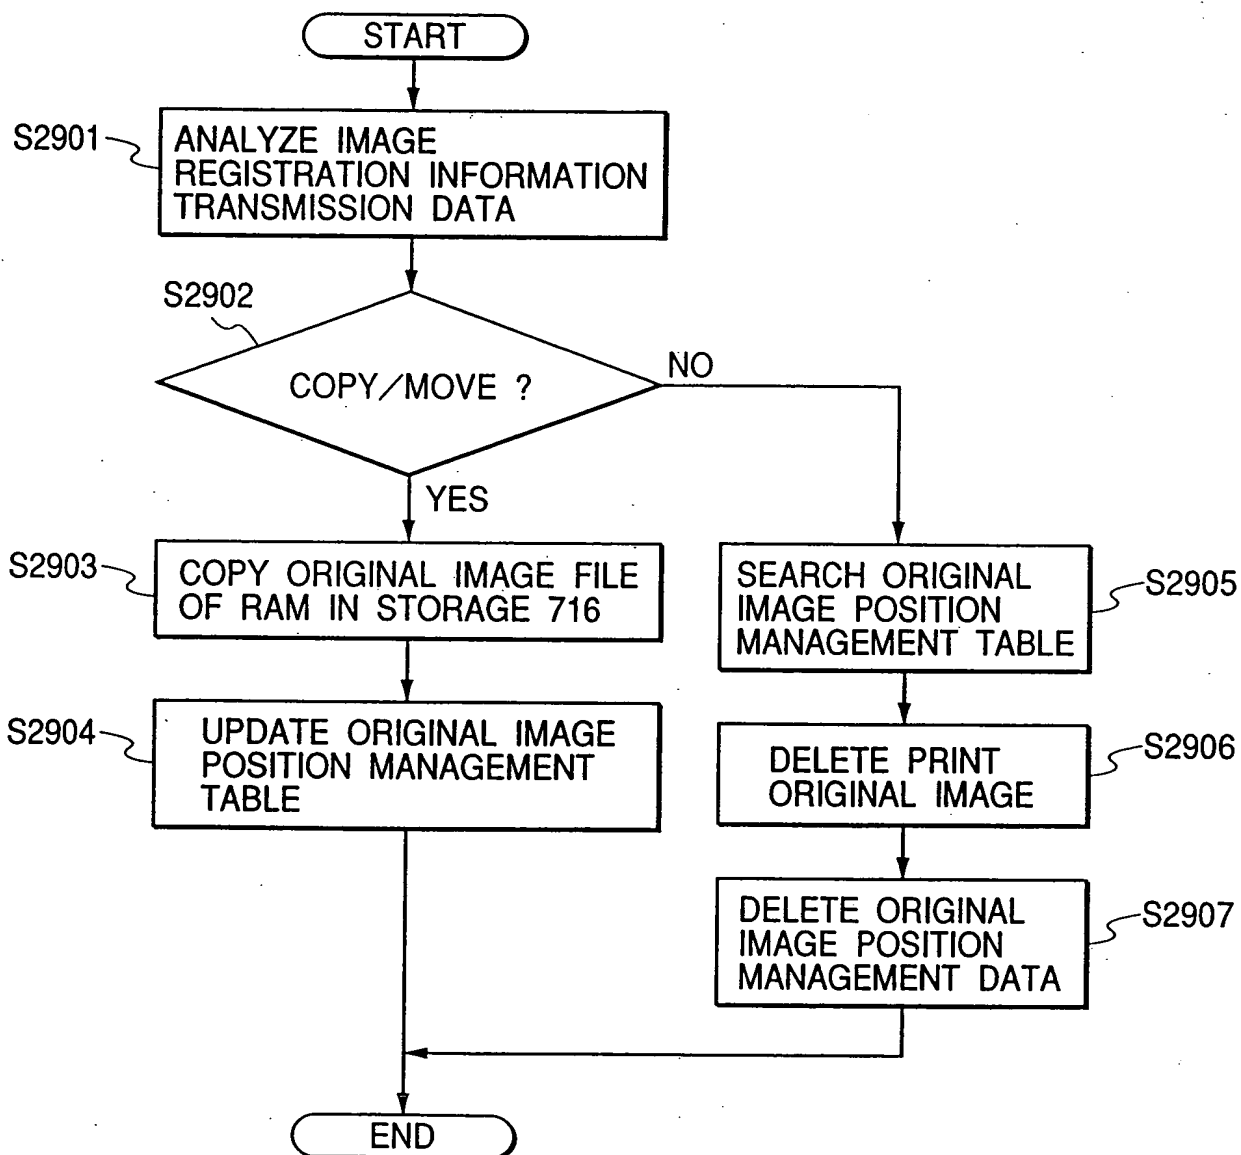 START
S2901
ANALYZE IMAGE
REGISTRATION INFORMATION
TRANSMISSION DATA
S2902
COPY/MOVE ?
NO
YES
S2903
COPY ORIGINAL IMAGE FILE
OF RAM IN STORAGE 716
S2904
UPDATE ORIGINAL IMAGE
POSITION MANAGEMENT
TABLE
SEARCH ORIGINAL
IMAGE POSITION
MANAGEMENT TABLE
S2905
DELETE PRINT
ORIGINAL IMAGE
S2906
DELETE ORIGINAL
IMAGE POSITION
MANAGEMENT DATA
S2907
END